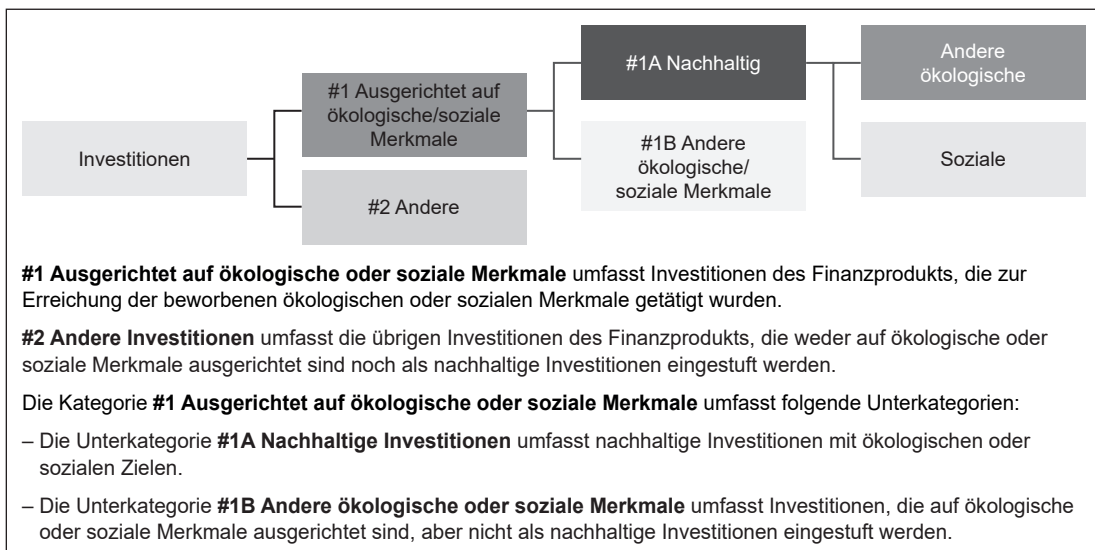 Investitionen
#1 Ausgerichtet auf
ökologische/soziale
Merkmale
#2 Andere
#1A Nachhaltig
#1B Andere
ökologische/
soziale Merkmale
Andere
ökologische
Soziale
#1 Ausgerichtet auf ökologische oder soziale Merkmale umfasst Investitionen des Finanzprodukts, die zur
Erreichung der beworbenen ökologischen oder sozialen Merkmale getätigt wurden.
#2 Andere Investitionen umfasst die übrigen Investitionen des Finanzprodukts, die weder auf ökologische oder
soziale Merkmale ausgerichtet sind noch als nachhaltige Investitionen eingestuft werden.
Die Kategorie #1 Ausgerichtet auf ökologische oder soziale Merkmale umfasst folgende Unterkategorien:
– Die Unterkategorie #1A Nachhaltige Investitionen umfasst nachhaltige Investitionen mit ökologischen oder
sozialen Zielen.
– Die Unterkategorie #1B Andere ökologische oder soziale Merkmale umfasst Investitionen, die auf ökologische
oder soziale Merkmale ausgerichtet sind, aber nicht als nachhaltige Investitionen eingestuft werden.